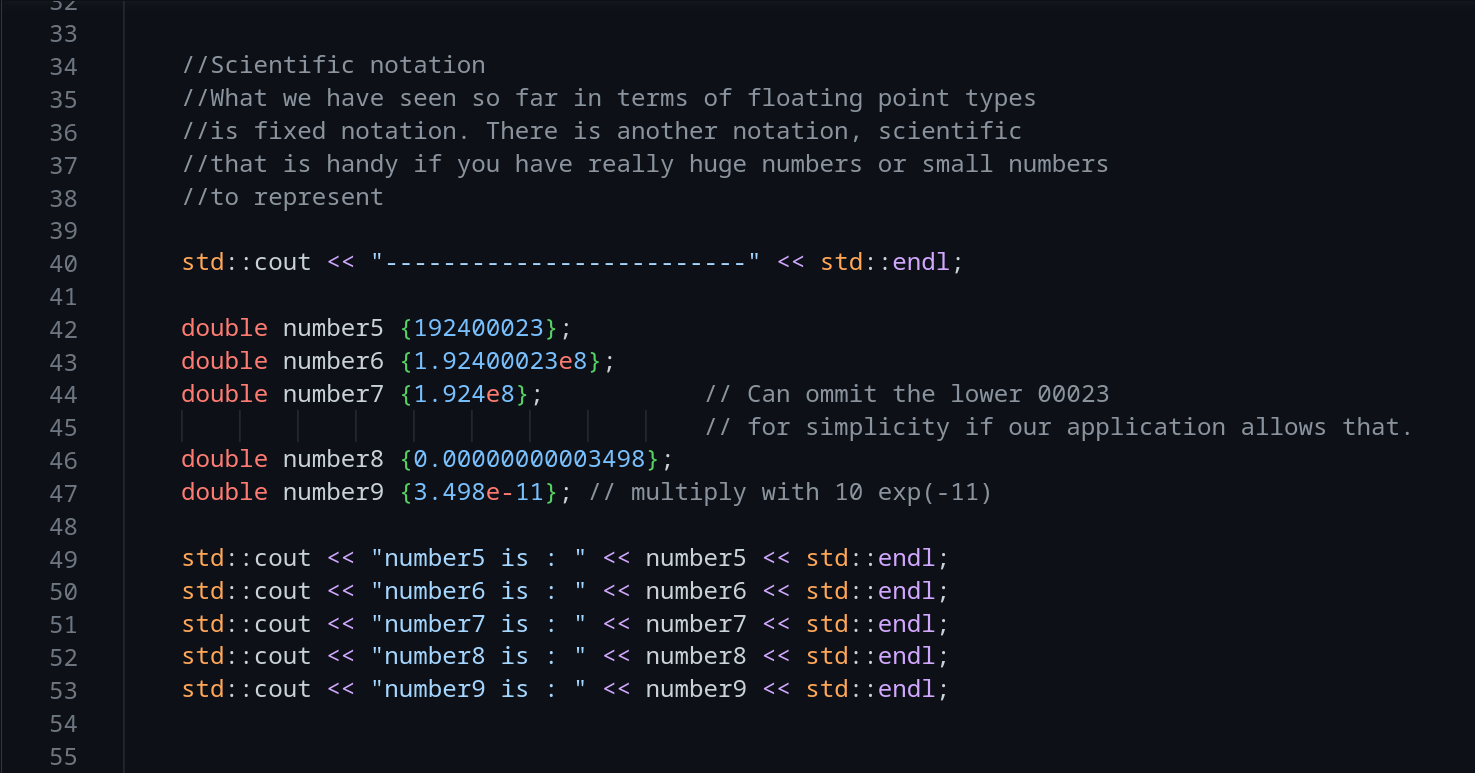 32
33
34 //Scientific notation
35 //What we have seen so far in terms of floating point types
36 //is fixed notation. There is another notation, scientific
37 //that is handy if you have really huge numbers or small numbers
38 //to represent
39
40 std::cout << "-------------------------" << std::endl;
41
42 double number5 {192400023};
43 double number6 {1.92400023e8};
44 double number7 {1.924e8}; // Can ommit the lower 00023
45 // for simplicity if our application allows that.
46 double number8 {0.00000000003498};
47 double number9 {3.498e-11}; // multiply with 10 exp(-11)
48
49 std::cout << "number5 is : " << number5 << std::endl;
50 std::cout << "number6 is : " << number6 << std::endl;
51 std::cout << "number7 is : " << number7 << std::endl;
52 std::cout << "number8 is : " << number8 << std::endl;
53 std::cout << "number9 is : " << number9 << std::endl;
54
55